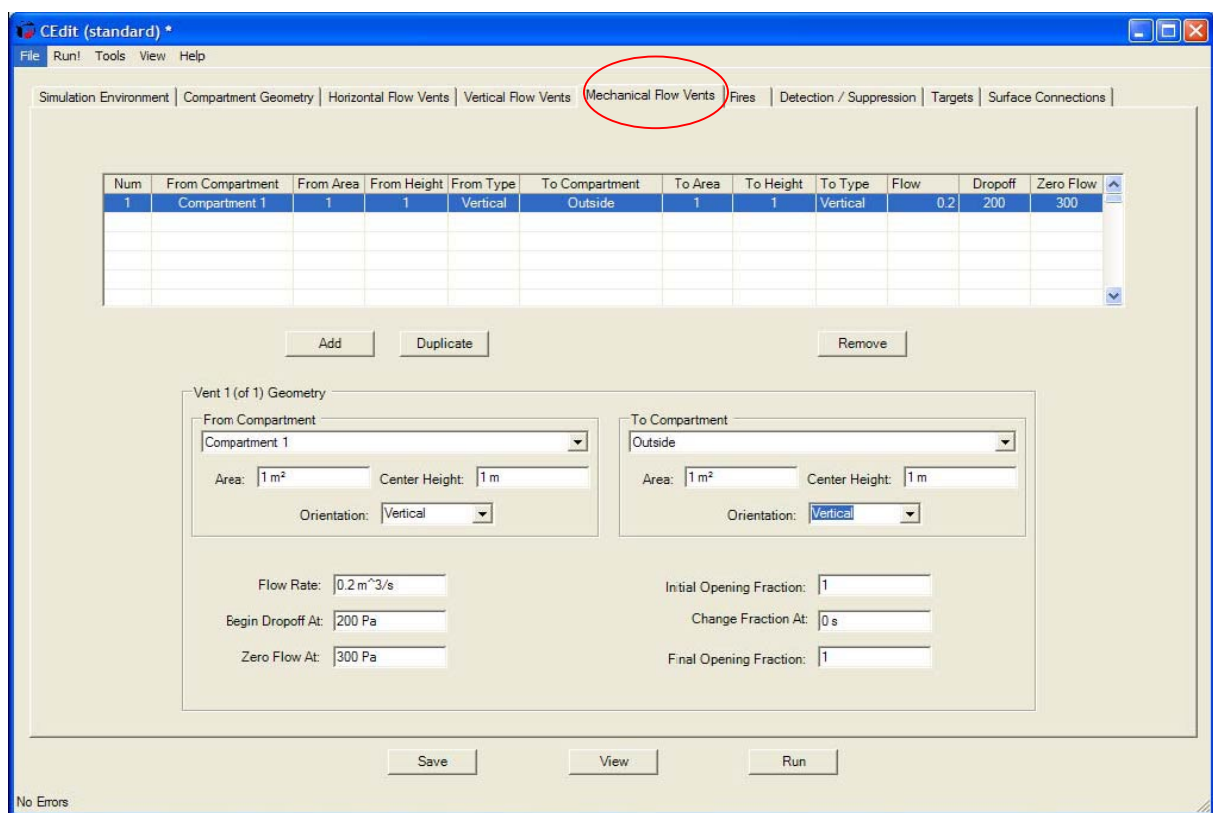 CEdit (standard) *
File Run! Tools View Help
Simulation Environment Compartment Geometry Horizontal Flow Vents Vertical Flow Vents Mechanical Flow Vents Fires Detection / Suppression Targets Surface Connections
Num From Compartment From Area From Height From Type To Compartment To Area To Height To Type Flow Dropoff Zero Flow
1 Compartment 1 1 1 Vertical Outside 1 1 Vertical 0.2 200 300
Add Duplicate Remove
Vent 1 (of 1) Geometry
From Compartment To Compartment
Compartment 1 Outside
Area: 1 m² Center Height: 1 m Area: 1 m² Center Height: 1 m
Orientation: Vertical Orientation: Vertical
Flow Rate: 0.2 m^3/s Initial Opening Fraction: 1
Begin Dropoff At: 200 Pa Change Fraction At: 0 s
Zero Flow At: 300 Pa Final Opening Fraction: 1
Save View Run
No Errors